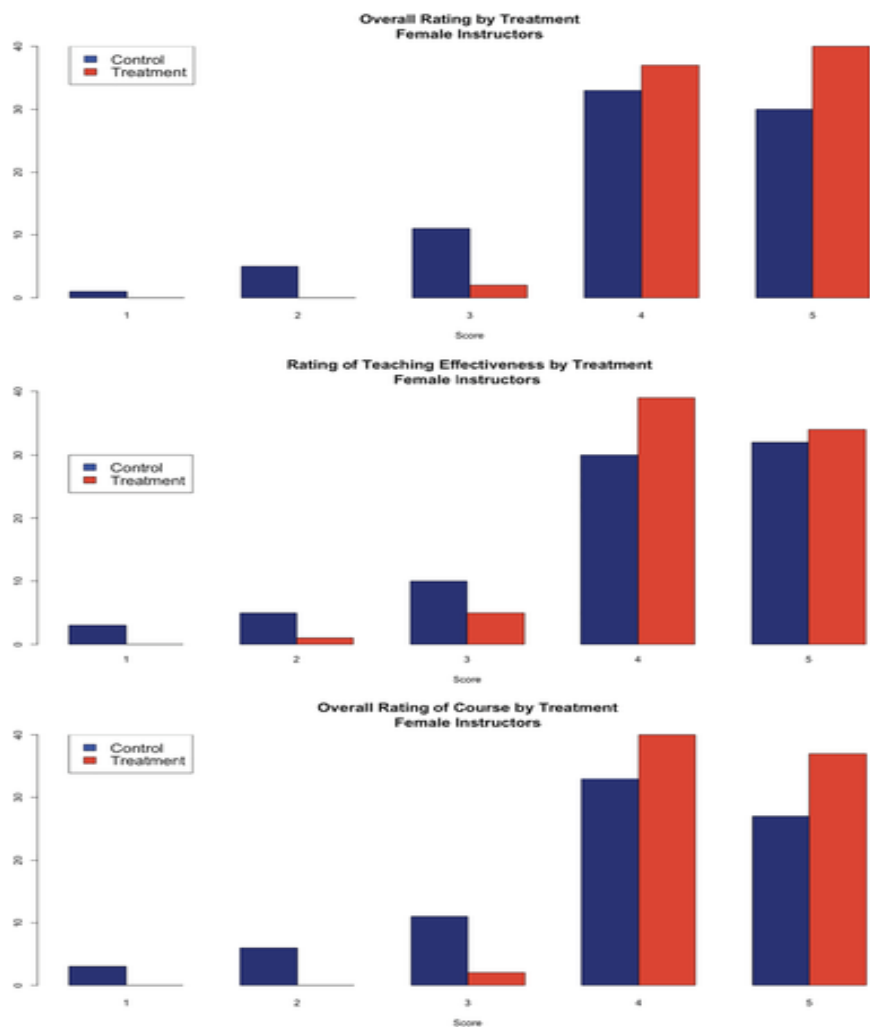 Overall Rating by Treatment
Female Instructors
Control
Treatment
40
30
20
10
0
1 2 3 4 5
Score
Rating of Teaching Effectiveness by Treatment
Female Instructors
Control
Treatment
40
30
20
10
0
1 2 3 4 5
Score
Overall Rating of Course by Treatment
Female Instructors
Control
Treatment
40
30
20
10
0
1 2 3 4 5
Score